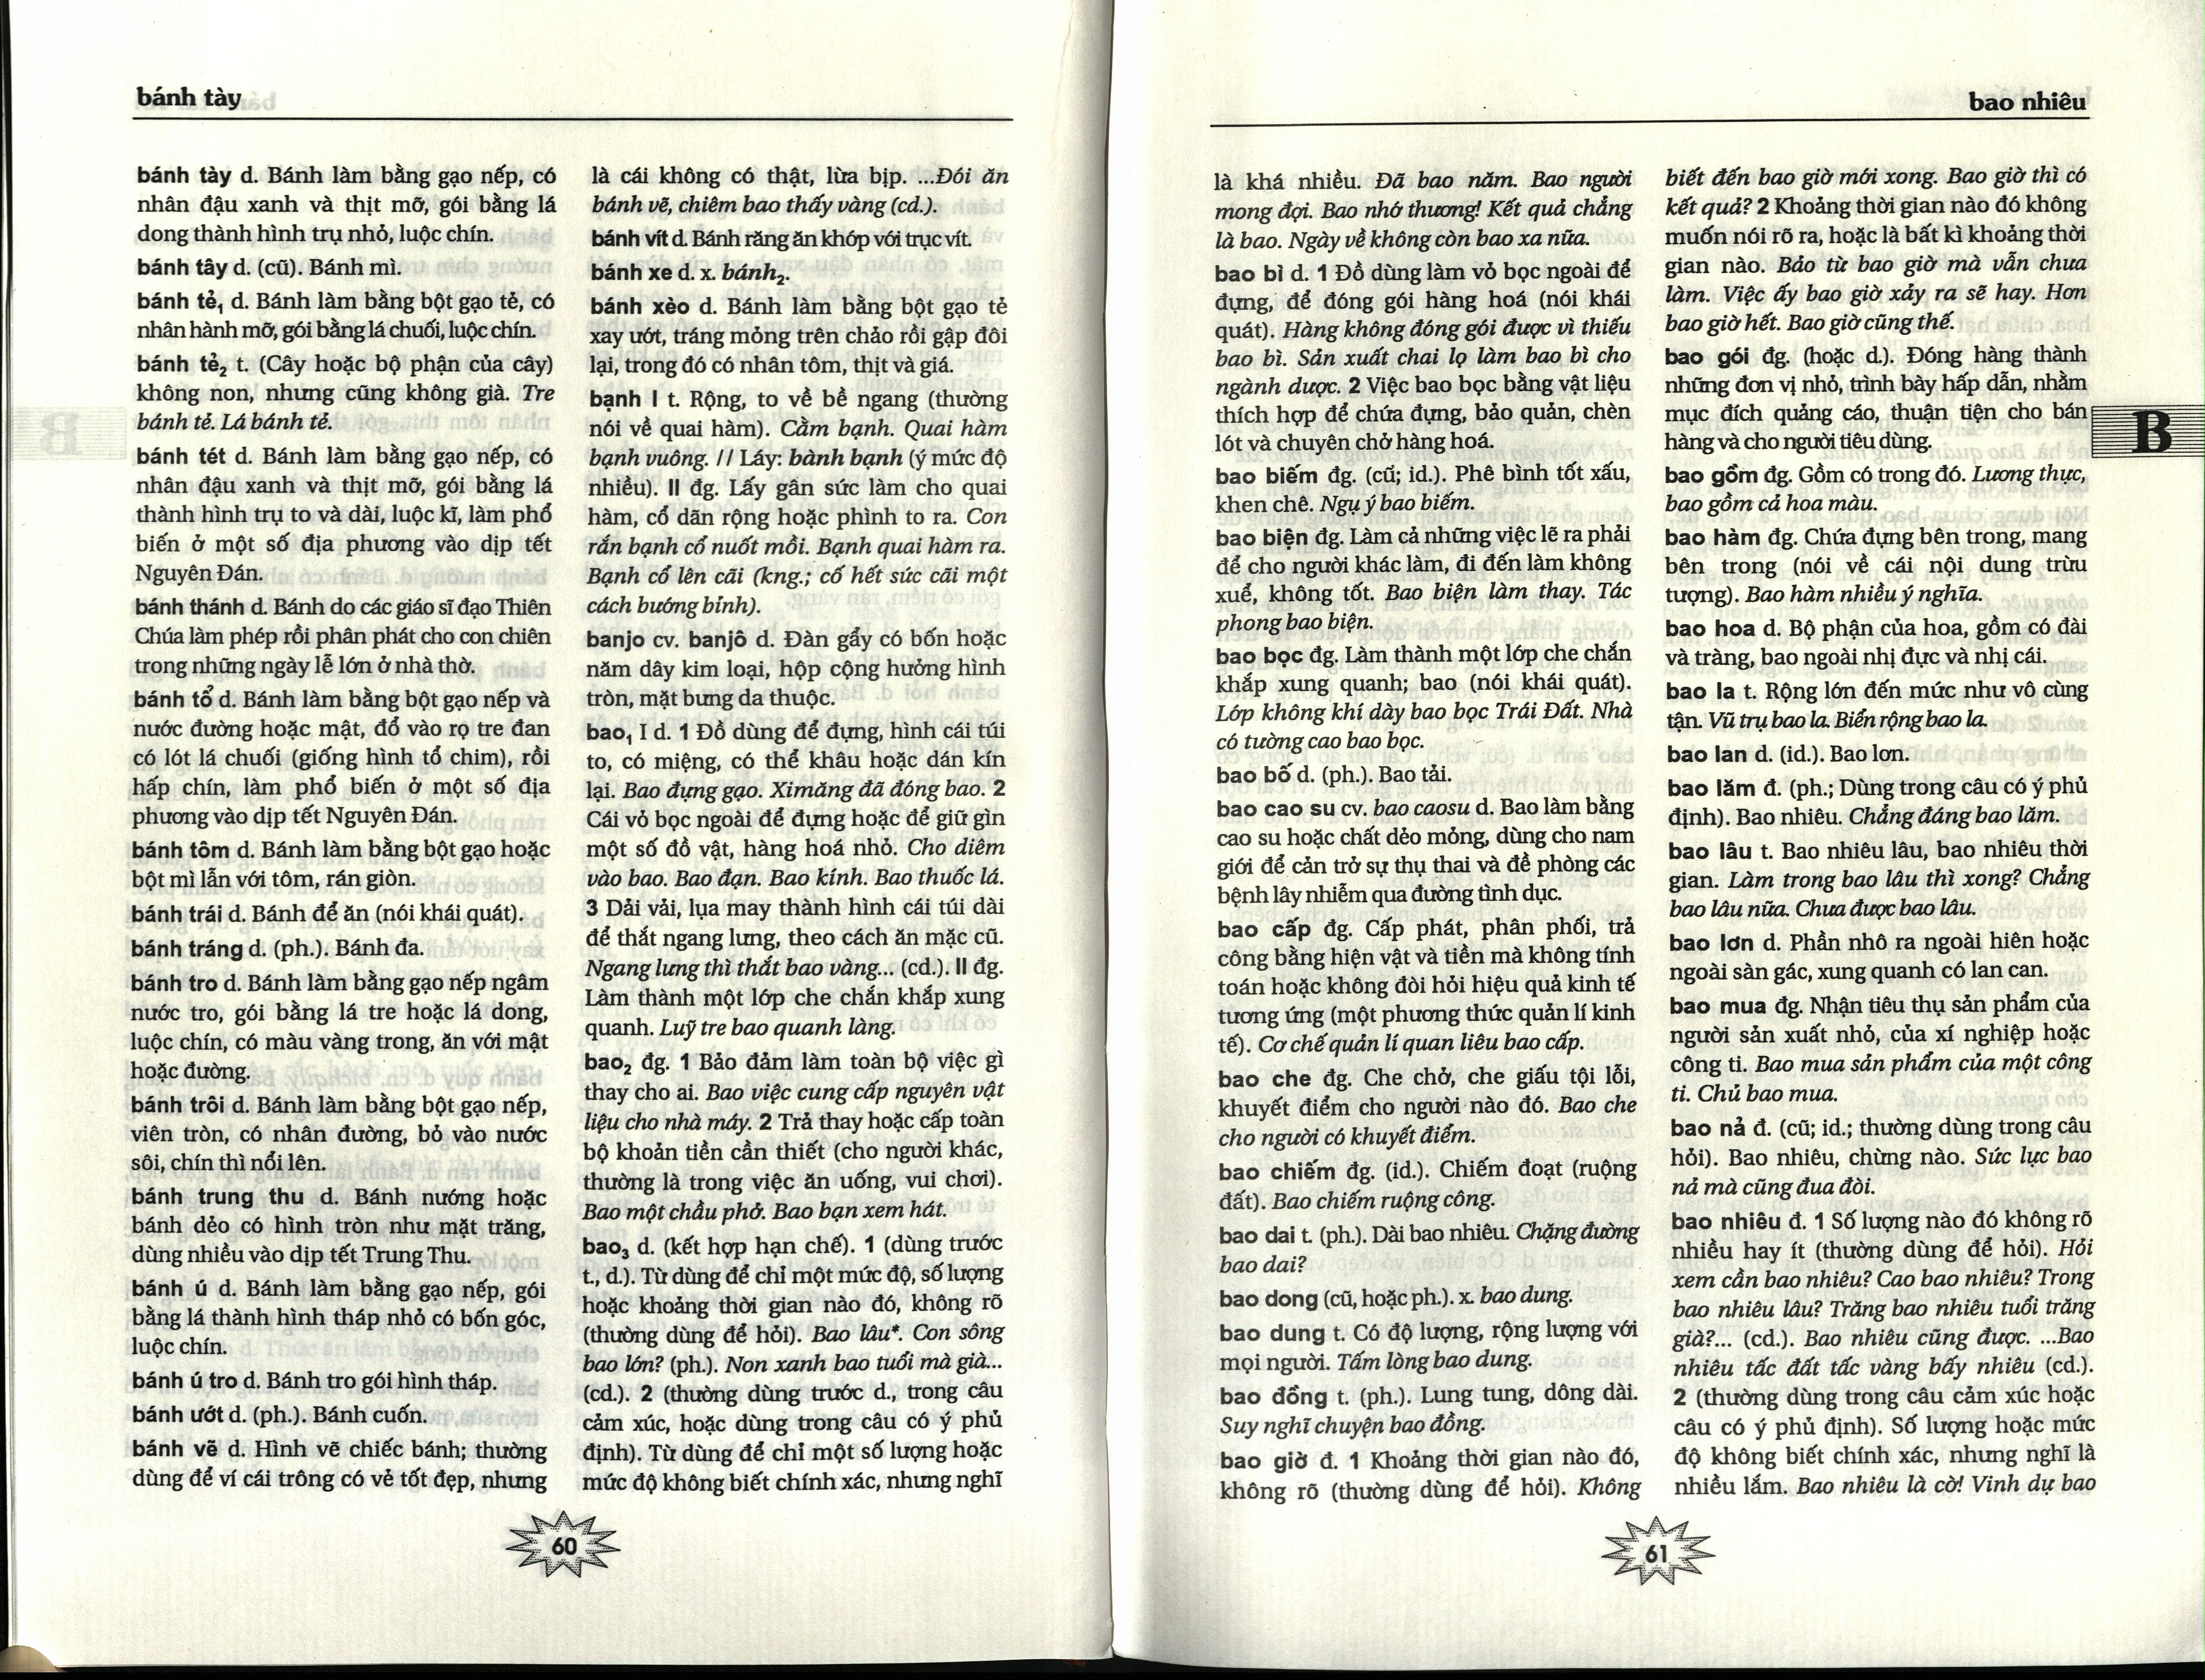 bánh tày
bánh tày d. Bánh làm bằng gạo nếp, có
nhân đậu xanh và thịt mỡ, gói bằng lá
dong thành hình trụ nhỏ, luộc chín.
bánh tây d. (cũ). Bánh mì.
bánh tẻ₁ d. Bánh làm bằng bột gạo tẻ, có
nhân hành mỡ, gói bằng lá chuối, luộc chín.
bánh tẻ₂ t. (Cây hoặc bộ phận của cây)
không non, nhưng cũng không già. Tre
bánh tẻ. Lá bánh tẻ.
bánh tét d. Bánh làm bằng gạo nếp, có
nhân đậu xanh và thịt mỡ, gói bằng lá
thành hình trụ to và dài, luộc kĩ, làm phổ
biến ở một số địa phương vào dịp tết
Nguyên Đán.
bánh thánh d. Bánh do các giáo sĩ đạo Thiên
Chúa làm phép rồi phân phát cho con chiên
trong những ngày lễ lớn ở nhà thờ.
bánh tổ d. Bánh làm bằng bột gạo nếp và
nước đường hoặc mật, đổ vào rọ tre đan
có lót lá chuối (giống hình tổ chim), rồi
hấp chín, làm phổ biến ở một số địa
phương vào dịp tết Nguyên Đán.
bánh tôm d. Bánh làm bằng bột gạo hoặc
bột mì lẫn với tôm, rán giòn.
bánh trái d. Bánh để ăn (nói khái quát).
bánh tráng d. (ph.). Bánh đa.
bánh tro d. Bánh làm bằng gạo nếp ngâm
nước tro, gói bằng lá tre hoặc lá dong,
luộc chín, có màu vàng trong, ăn với mật
hoặc đường.
bánh trôi d. Bánh làm bằng bột gạo nếp,
viên tròn, có nhân đường, bỏ vào nước
sôi, chín thì nổi lên.
bánh trung thu d. Bánh nướng hoặc
bánh dẻo có hình tròn như mặt trăng,
dùng nhiều vào dịp tết Trung Thu.
bánh ú d. Bánh làm bằng gạo nếp, gói
bằng lá thành hình tháp nhỏ có bốn góc,
luộc chín.
bánh ú tro d. Bánh tro gói hình tháp.
bánh ướt d. (ph.). Bánh cuốn.
bánh vẽ d. Hình vẽ chiếc bánh; thường
dùng để ví cái trông có vẻ tốt đẹp, nhưng
là cái không có thật, lừa bịp. ...Đói ăn
bánh vẽ, chiêm bao thấy vàng (cd.).
bánh vít d. Bánh răng ăn khớp với trục vít.
bánh xe d. x. bánh₂.
bánh xèo d. Bánh làm bằng bột gạo tẻ
xay ướt, tráng mỏng trên chảo rồi gập đôi
lại, trong đó có nhân tôm, thịt và giá.
bạnh I t. Rộng, to về bề ngang (thường
nói về quai hàm). Cằm bạnh. Quai hàm
bạnh vuông. // Láy: bành bạnh (ý mức độ
nhiều). II đg. Lấy gân sức làm cho quai
hàm, cổ dãn rộng hoặc phình to ra. Con
rắn bạnh cổ nuốt mồi. Bạnh quai hàm ra.
Bạnh cổ lên cãi (kng.; cố hết sức cãi một
cách bướng bỉnh).
banjo cv. banjô d. Đàn gẩy có bốn hoặc
năm dây kim loại, hộp cộng hưởng hình
tròn, mặt bưng da thuộc.
bao₁ I d. 1 Đồ dùng để đựng, hình cái túi
to, có miệng, có thể khâu hoặc dán kín
lại. Bao đựng gạo. Ximăng đã đóng bao. 2
Cái vỏ bọc ngoài để đựng hoặc để giữ gìn
một số đồ vật, hàng hoá nhỏ. Cho diêm
vào bao. Bao đạn. Bao kính. Bao thuốc lá.
3 Dải vải, lụa may thành hình cái túi dài
để thắt ngang lưng, theo cách ăn mặc cũ.
Ngang lưng thì thắt bao vàng... (cd.). II đg.
Làm thành một lớp che chắn khắp xung
quanh. Luỹ tre bao quanh làng.
bao₂ đg. 1 Bảo đảm làm toàn bộ việc gì
thay cho ai. Bao việc cung cấp nguyên vật
liệu cho nhà máy. 2 Trả thay hoặc cấp toàn
bộ khoản tiền cần thiết (cho người khác,
thường là trong việc ăn uống, vui chơi).
Bao một chầu phở. Bao bạn xem hát.
bao₃ d. (kết hợp hạn chế). 1 (dùng trước
t., d.). Từ dùng để chỉ một mức độ, số lượng
hoặc khoảng thời gian nào đó, không rõ
(thường dùng để hỏi). Bao lâu*. Con sông
bao lớn? (ph.). Non xanh bao tuổi mà già...
(cd.). 2 (thường dùng trước d., trong câu
cảm xúc, hoặc dùng trong câu có ý phủ
định). Từ dùng để chỉ một số lượng hoặc
mức độ không biết chính xác, nhưng nghĩ
60
bao nhiêu
là khá nhiều. Đã bao năm. Bao người
mong đợi. Bao nhớ thương! Kết quả chẳng
là bao. Ngày về không còn bao xa nữa.
bao bì d. 1 Đồ dùng làm vỏ bọc ngoài để
đựng, để đóng gói hàng hoá (nói khái
quát). Hàng không đóng gói được vì thiếu
bao bì. Sản xuất chai lọ làm bao bì cho
ngành dược. 2 Việc bao bọc bằng vật liệu
thích hợp để chứa đựng, bảo quản, chèn
lót và chuyên chở hàng hoá.
bao biếm đg. (cũ; id.). Phê bình tốt xấu,
khen chê. Ngụ ý bao biếm.
bao biện đg. Làm cả những việc lẽ ra phải
để cho người khác làm, đi đến làm không
xuể, không tốt. Bao biện làm thay. Tác
phong bao biện.
bao bọc đg. Làm thành một lớp che chắn
khắp xung quanh; bao (nói khái quát).
Lớp không khí dày bao bọc Trái Đất. Nhà
có tường cao bao bọc.
bao bố d. (ph.). Bao tải.
bao cao su cv. bao caosu d. Bao làm bằng
cao su hoặc chất dẻo mỏng, dùng cho nam
giới để cản trở sự thụ thai và đề phòng các
bệnh lây nhiễm qua đường tình dục.
bao cấp đg. Cấp phát, phân phối, trả
công bằng hiện vật và tiền mà không tính
toán hoặc không đòi hỏi hiệu quả kinh tế
tương ứng (một phương thức quản lí kinh
tế). Cơ chế quản lí quan liêu bao cấp.
bao che đg. Che chở, che giấu tội lỗi,
khuyết điểm cho người nào đó. Bao che
cho người có khuyết điểm.
bao chiếm đg. (id.). Chiếm đoạt (ruộng
đất). Bao chiếm ruộng công.
bao dai t. (ph.). Dài bao nhiêu. Chặng đường
bao dai?
bao dong (cũ, hoặc ph.). x. bao dung.
bao dung t. Có độ lượng, rộng lượng với
mọi người. Tấm lòng bao dung.
bao đồng t. (ph.). Lung tung, dông dài.
Suy nghĩ chuyện bao đồng.
bao giờ đ. 1 Khoảng thời gian nào đó,
không rõ (thường dùng để hỏi). Không
biết đến bao giờ mới xong. Bao giờ thì có
kết quả? 2 Khoảng thời gian nào đó không
muốn nói rõ ra, hoặc là bất kì khoảng thời
gian nào. Bảo từ bao giờ mà vẫn chưa
làm. Việc ấy bao giờ xảy ra sẽ hay. Hơn
bao giờ hết. Bao giờ cũng thế.
bao gói đg. (hoặc d.). Đóng hàng thành
những đơn vị nhỏ, trình bày hấp dẫn, nhằm
mục đích quảng cáo, thuận tiện cho bán
hàng và cho người tiêu dùng.
bao gồm đg. Gồm có trong đó. Lương thực,
bao gồm cả hoa màu.
bao hàm đg. Chứa đựng bên trong, mang
bên trong (nói về cái nội dung trừu
tượng). Bao hàm nhiều ý nghĩa.
bao hoa d. Bộ phận của hoa, gồm có đài
và tràng, bao ngoài nhị đực và nhị cái.
bao la t. Rộng lớn đến mức như vô cùng
tận. Vũ trụ bao la. Biển rộng bao la.
bao lan d. (id.). Bao lơn.
bao lăm đ. (ph.; Dùng trong câu có ý phủ
định). Bao nhiêu. Chẳng đáng bao lăm.
bao lâu t. Bao nhiêu lâu, bao nhiêu thời
gian. Làm trong bao lâu thì xong? Chẳng
bao lâu nữa. Chưa được bao lâu.
bao lơn d. Phần nhô ra ngoài hiên hoặc
ngoài sàn gác, xung quanh có lan can.
bao mua đg. Nhận tiêu thụ sản phẩm của
người sản xuất nhỏ, của xí nghiệp hoặc
công ti. Bao mua sản phẩm của một công
ti. Chủ bao mua.
bao nả đ. (cũ; id.; thường dùng trong câu
hỏi). Bao nhiêu, chừng nào. Sức lực bao
nả mà cũng đua đòi.
bao nhiêu đ. 1 Số lượng nào đó không rõ
nhiều hay ít (thường dùng để hỏi). Hỏi
xem cần bao nhiêu? Cao bao nhiêu? Trong
bao nhiêu lâu? Trăng bao nhiêu tuổi trăng
già?... (cd.). Bao nhiêu cũng được. ...Bao
nhiêu tấc đất tấc vàng bấy nhiêu (cd.).
2 (thường dùng trong câu cảm xúc hoặc
câu có ý phủ định). Số lượng hoặc mức
độ không biết chính xác, nhưng nghĩ là
nhiều lắm. Bao nhiêu là cờ! Vinh dự bao
B
61